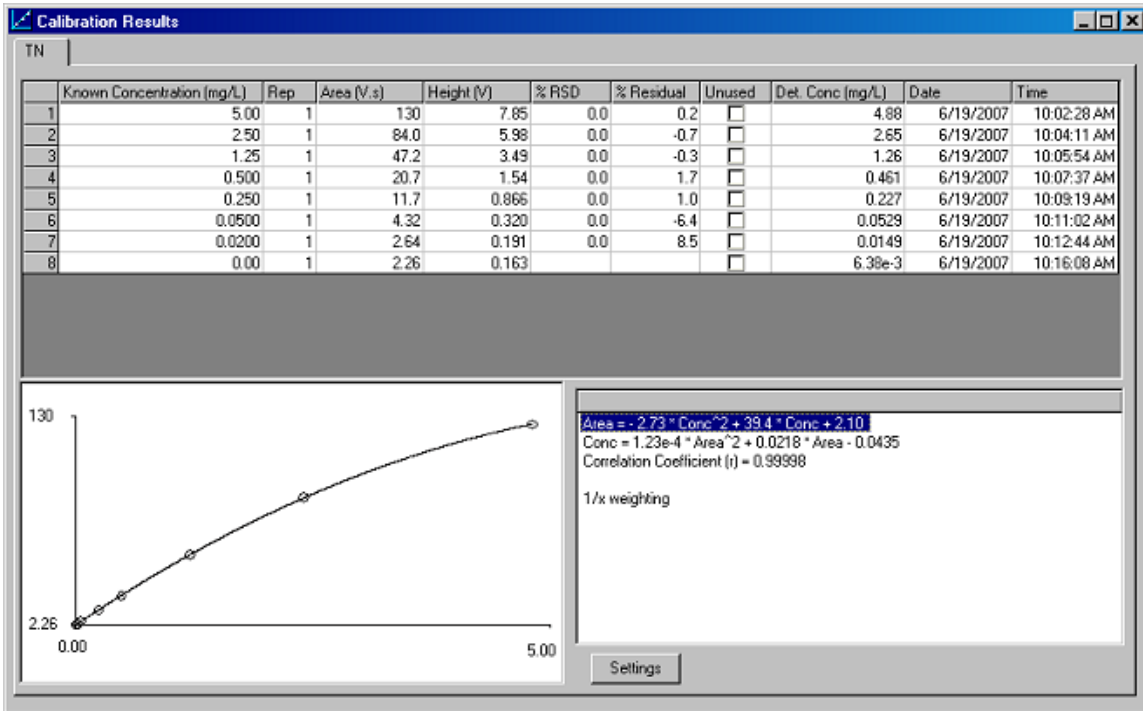 Calibration Results
TN
Known Concentration (mg/L) Rep Area (V.s) Height (V) % RSD % Residual Unused Det. Conc (mg/L) Date Time
1 5.00 1 130 7.85 0.0 0.2 4.88 6/19/2007 10:02:28 AM
2 2.50 1 84.0 5.98 0.0 -0.7 2.65 6/19/2007 10:04:11 AM
3 1.25 1 47.2 3.49 0.0 -0.3 1.26 6/19/2007 10:05:54 AM
4 0.500 1 20.7 1.54 0.0 1.7 0.461 6/19/2007 10:07:37 AM
5 0.250 1 11.7 0.866 0.0 1.0 0.227 6/19/2007 10:09:19 AM
6 0.0500 1 4.32 0.320 0.0 -6.4 0.0529 6/19/2007 10:11:02 AM
7 0.0200 1 2.64 0.191 0.0 8.5 0.0149 6/19/2007 10:12:44 AM
8 0.00 1 2.26 0.163 6.38e-3 6/19/2007 10:16:08 AM
130
2.26
0.00
5.00
Area = - 2.73 * Conc^2 + 39.4 * Conc + 2.10
Conc = 1.23e-4 * Area^2 + 0.0218 * Area - 0.0435
Correlation Coefficient (r) = 0.99998
1/x weighting
Settings